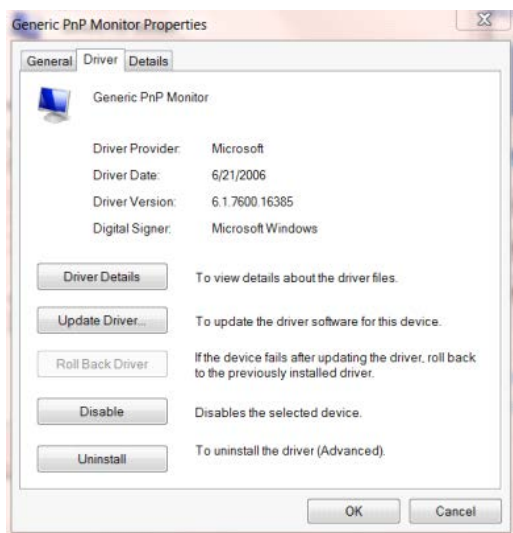 Generic PnP Monitor Properties
General Driver Details
Generic PnP Monitor
Driver Provider: Microsoft
Driver Date: 6/21/2006
Driver Version: 6.1.7600.16385
Digital Signer: Microsoft Windows
Driver Details To view details about the driver files.
Update Driver... To update the driver software for this device.
Roll Back Driver If the device fails after updating the driver, roll back
to the previously installed driver.
Disable Disables the selected device.
Uninstall To uninstall the driver (Advanced).
OK Cancel